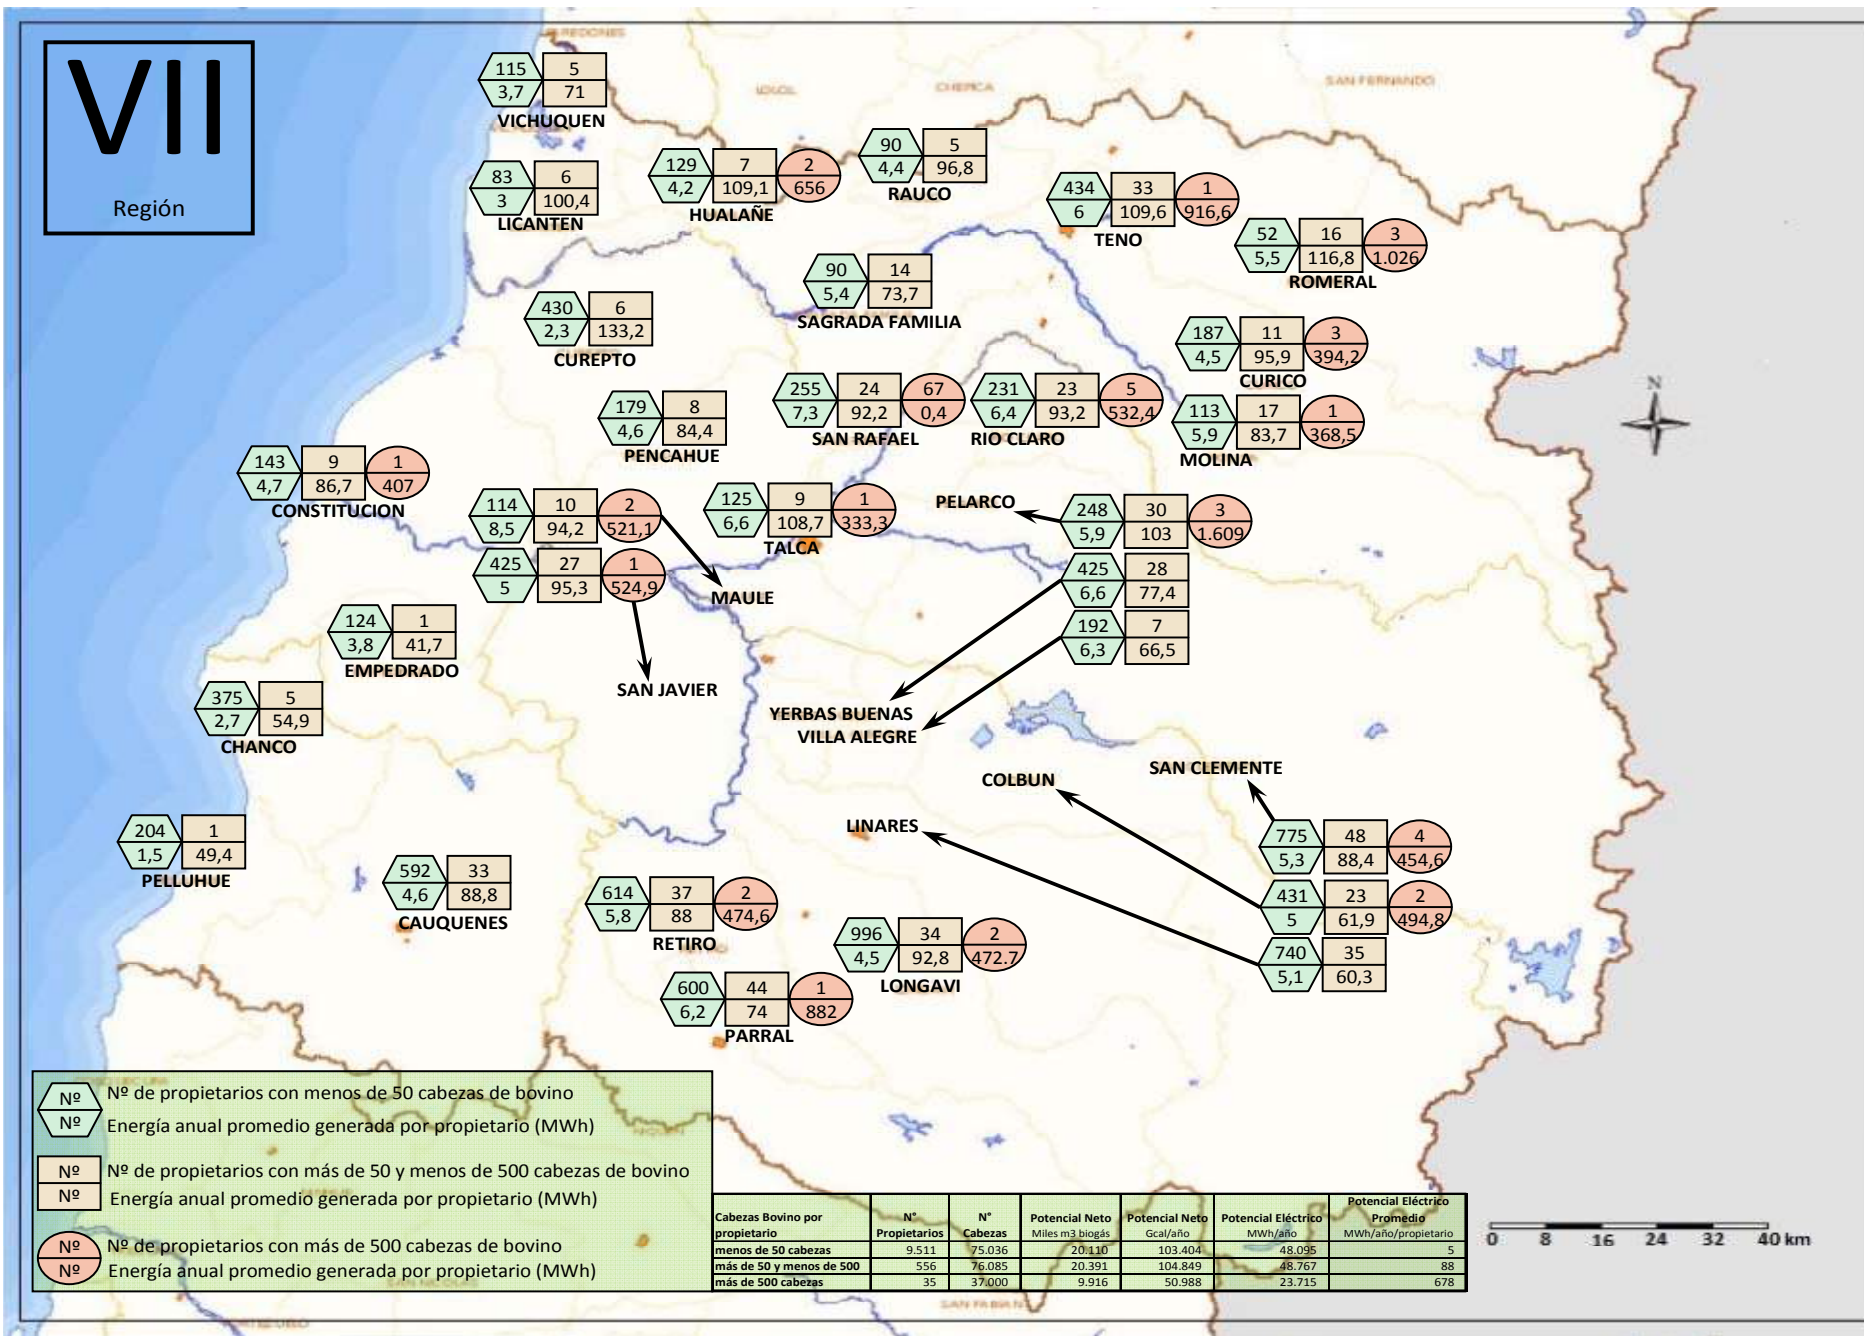 VII
Región
PAREDONES
LOLOL
CHEPICA
SAN FERNANDO
115 5
3,7 71
VICHUQUEN
83 6
3 100,4
LICANTEN
129 7 2
4,2 109,1 656
HUALAÑE
90 5
4,4 96,8
RAUCO
434 33 1
6 109,6 916,6
TENO
52 16 3
5,5 116,8 1.026
ROMERAL
90 14
5,4 73,7
SAGRADA FAMILIA
430 6
2,3 133,2
CUREPTO
187 11 3
4,5 95,9 394,2
CURICO
179 8
4,6 84,4
PENCAHUE
255 24 67
7,3 92,2 0,4
SAN RAFAEL
231 23 5
6,4 93,2 532,4
RIO CLARO
113 17 1
5,9 83,7 368,5
MOLINA
N
143 9 1
4,7 86,7 407
CONSTITUCION
114 10 2
8,5 94,2 521,1
MAULE
425 27 1
5 95,3 524,9
SAN JAVIER
125 9 1
6,6 108,7 333,3
TALCA
PELARCO
248 30 3
5,9 103 1.609
425 28
6,6 77,4
192 7
6,3 66,5
YERBAS BUENAS
VILLA ALEGRE
124 1
3,8 41,7
EMPEDRADO
375 5
2,7 54,9
CHANCO
204 1
1,5 49,4
PELLUHUE
592 33
4,6 88,8
CAUQUENES
COLBUN
SAN CLEMENTE
LINARES
775 48 4
5,3 88,4 454,6
431 23 2
5 61,9 494,8
740 35
5,1 60,3
614 37 2
5,8 88 474,6
RETIRO
996 34 2
4,5 92,8 472.7
LONGAVI
600 44 1
6,2 74 882
PARRAL
Nº Nº de propietarios con menos de 50 cabezas de bovino
Nº Energía anual promedio generada por propietario (MWh)
Nº Nº de propietarios con más de 50 y menos de 500 cabezas de bovino
Nº Energía anual promedio generada por propietario (MWh)
Nº Nº de propietarios con más de 500 cabezas de bovino
Nº Energía anual promedio generada por propietario (MWh)
SAN NICOLAS
SAN FABIAN
Cabezas Bovino por propietario N° Propietarios N° Cabezas Potencial Neto Miles m3 biogás Potencial Neto Gcal/año Potencial Eléctrico MWh/año Potencial Eléctrico Promedio MWh/año/propietario
menos de 50 cabezas 9.511 75.036 20.110 103.404 48.095 5
más de 50 y menos de 500 556 76.085 20.391 104.849 48.767 88
más de 500 cabezas 35 37.000 9.916 50.988 23.715 678
0 8 16 24 32 40 km